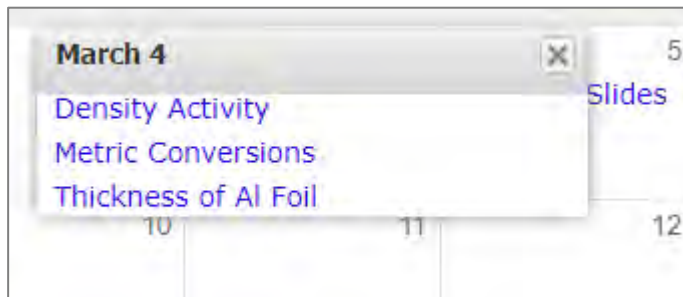 March 4
5
Density Activity
Slides
Metric Conversions
Thickness of Al Foil
10
11
12